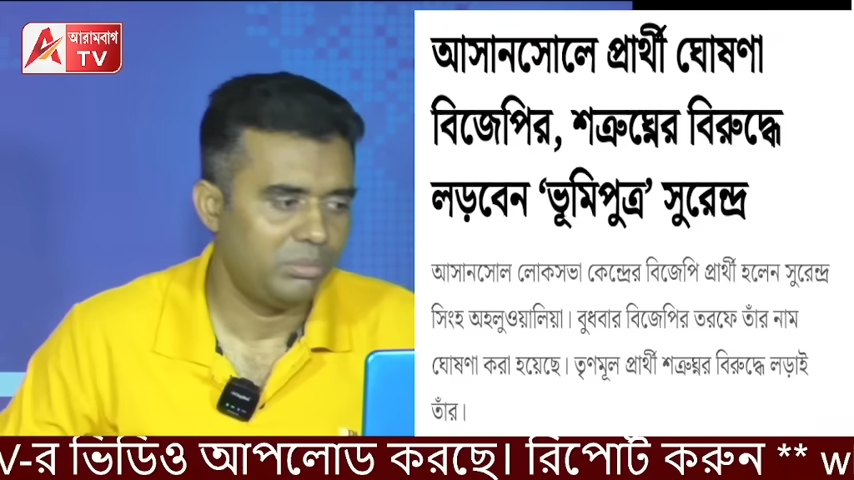 আরামবাগ
TV
আসানসোলে প্রার্থী ঘোষণা
বিজেপির, শত্রুঘ্নের বিরুদ্ধে
লড়বেন ‘ভূমিপুত্র’ সুরেন্দ্র
আসানসোল লোকসভা কেন্দ্রের বিজেপি প্রার্থী হলেন সুরেন্দ্র
সিংহ অহলুওয়ালিয়া। বুধবার বিজেপির তরফে তাঁর নাম
ঘোষণা করা হয়েছে। তৃণমূল প্রার্থী শত্রুঘ্নর বিরুদ্ধে লড়াই
তাঁর।
V-র ভিডিও আপলোড করছে। রিপোর্ট করুন ** w